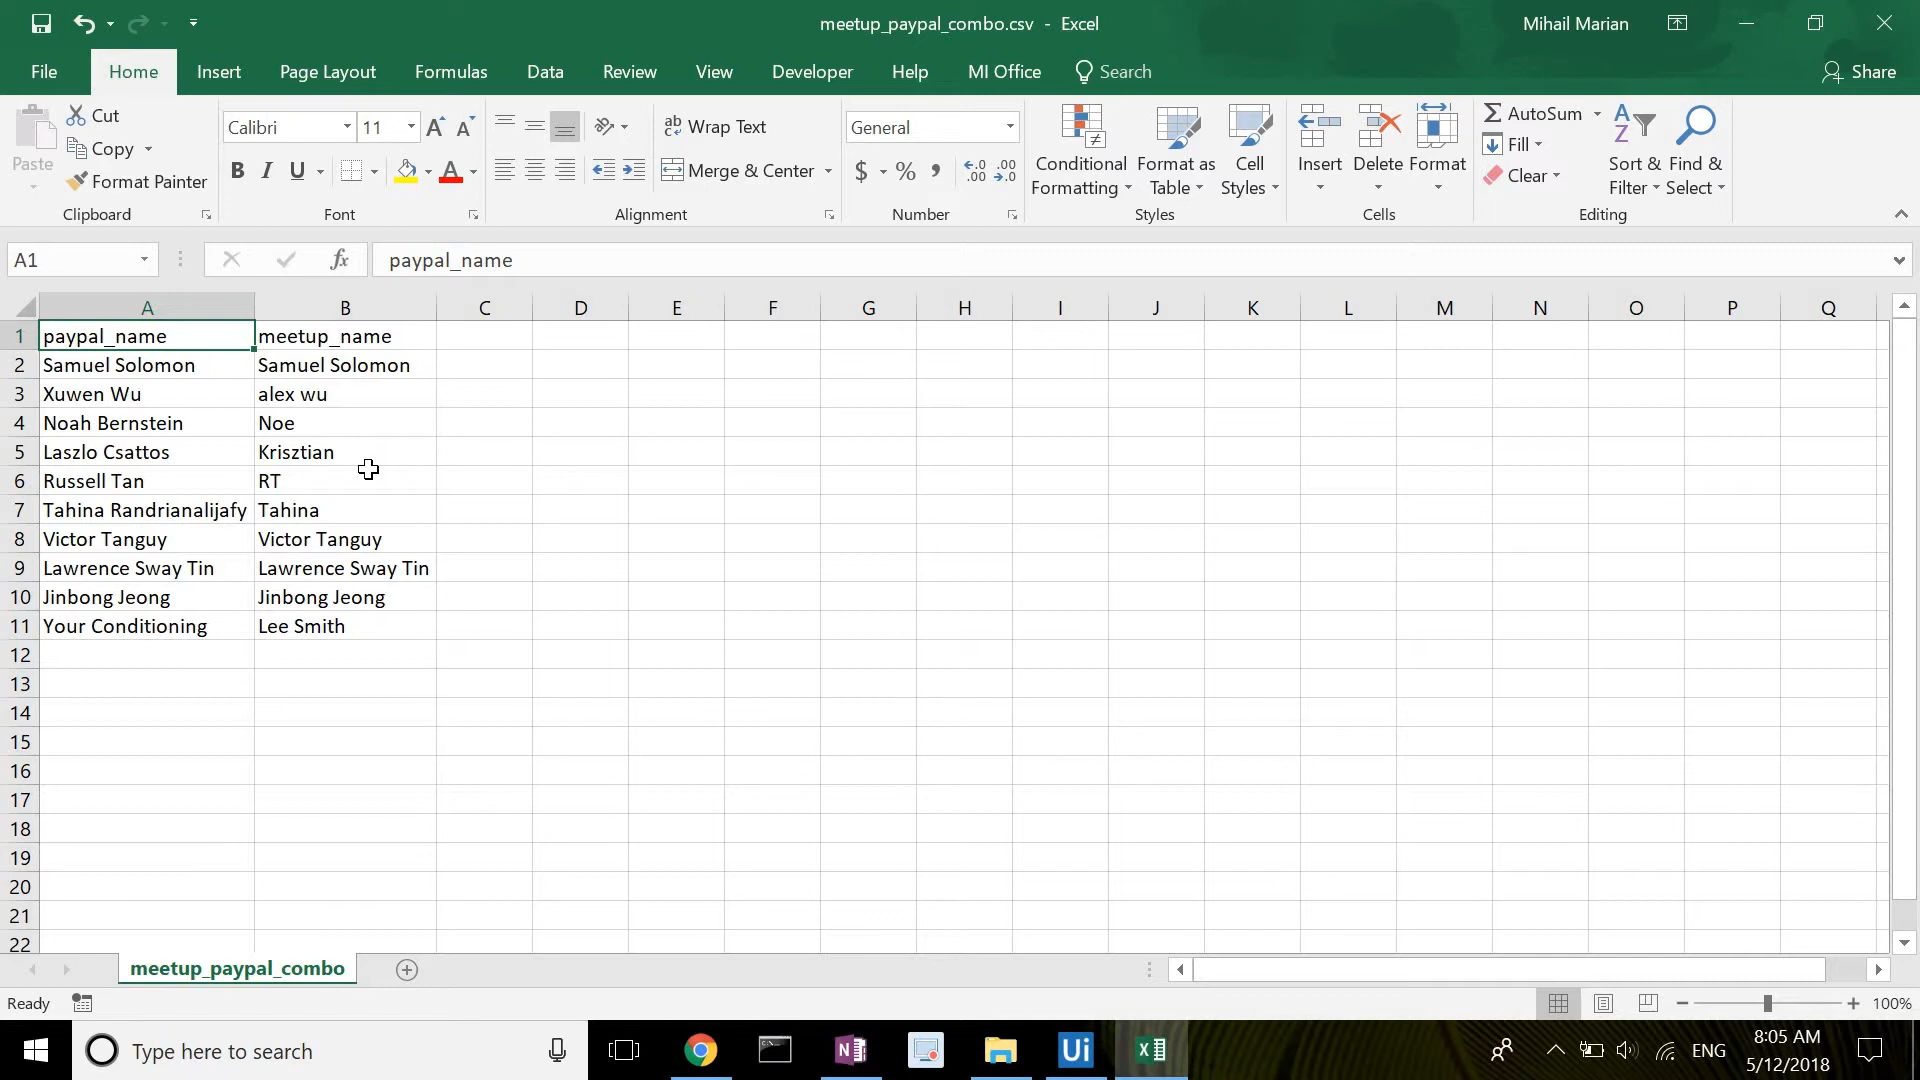 meetup_paypal_combo.csv - Excel
Mihail Marian
File Home Insert Page Layout Formulas Data Review View Developer Help MI Office Search Share
Paste
Cut
Copy
Format Painter
Clipboard
Calibri 11
B I U
Font
Wrap Text
Merge & Center
Alignment
General
$ % ,
Number
Conditional Formatting
Format as Table
Cell Styles
Styles
Insert Delete Format
Cells
AutoSum
Fill
Clear
Sort & Filter
Find & Select
Editing
A1 fx paypal_name
A B C D E F G H I J K L M N O P Q
1 paypal_name meetup_name
2 Samuel Solomon Samuel Solomon
3 Xuwen Wu alex wu
4 Noah Bernstein Noe
5 Laszlo Csattos Krisztian
6 Russell Tan RT
7 Tahina Randrianalijafy Tahina
8 Victor Tanguy Victor Tanguy
9 Lawrence Sway Tin Lawrence Sway Tin
10 Jinbong Jeong Jinbong Jeong
11 Your Conditioning Lee Smith
12
13
14
15
16
17
18
19
20
21
22
meetup_paypal_combo
Ready
100%
Type here to search
Ui
ENG
8:05 AM
5/12/2018